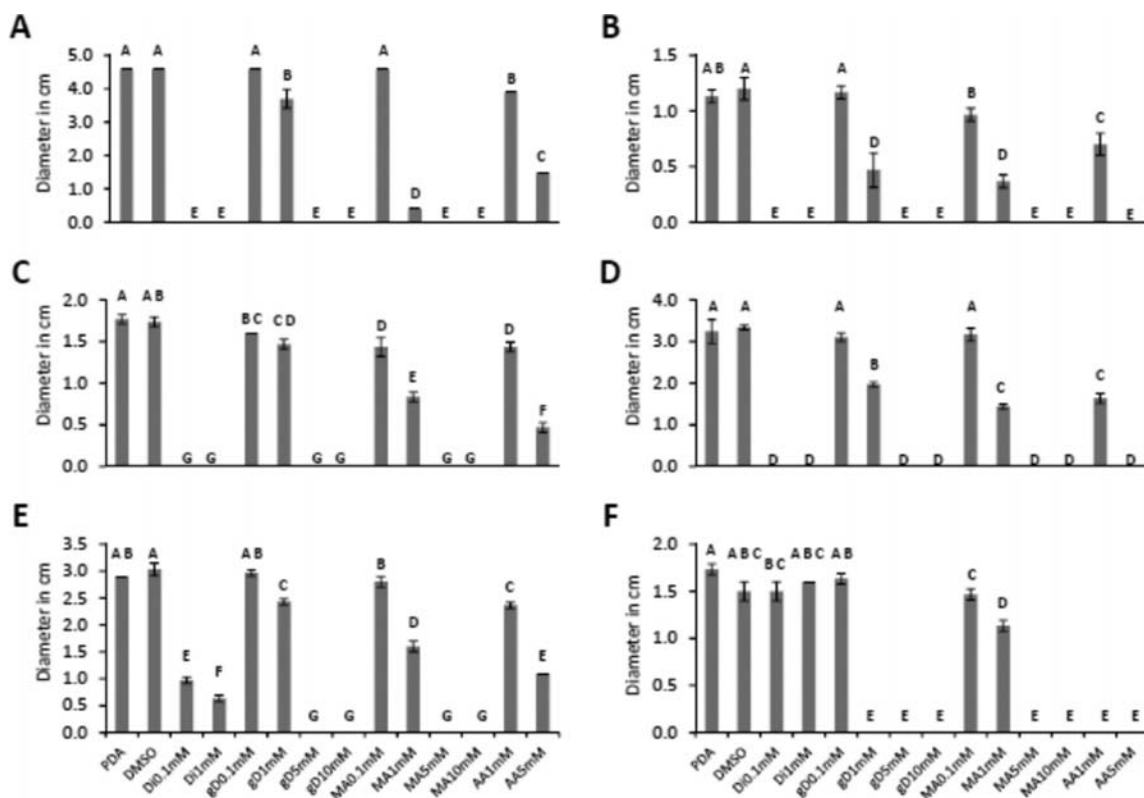 A
Diameter in cm
5.0
4.0
3.0
2.0
1.0
0.0
A A E E A B E E A D E E B C
B
Diameter in cm
1.5
1.0
0.5
0.0
A B A E E A D E E B D E E C E
C
Diameter in cm
2.0
1.5
1.0
0.5
0.0
A A B G G B C C D G G D E G G D F
D
Diameter in cm
4.0
3.0
2.0
1.0
0.0
A A D D A B D D A C D D C D
E
Diameter in cm
3.5
3.0
2.5
2.0
1.5
1.0
0.5
0.0
A B A E F A B C G G B D G G C E
PDA
DMSO
Di0.1mM
Di1mM
gD0.1mM
gD1mM
gD5mM
gD10mM
MA0.1mM
MA1mM
MA5mM
MA10mM
AA1mM
AA5mM
F
Diameter in cm
2.0
1.5
1.0
0.5
0.0
A A B C B C A B C A B E E E C D E E E E
PDA
DMSO
Di0.1mM
Di1mM
gD0.1mM
gD1mM
gD5mM
gD10mM
MA0.1mM
MA1mM
MA5mM
MA10mM
AA1mM
AA5mM